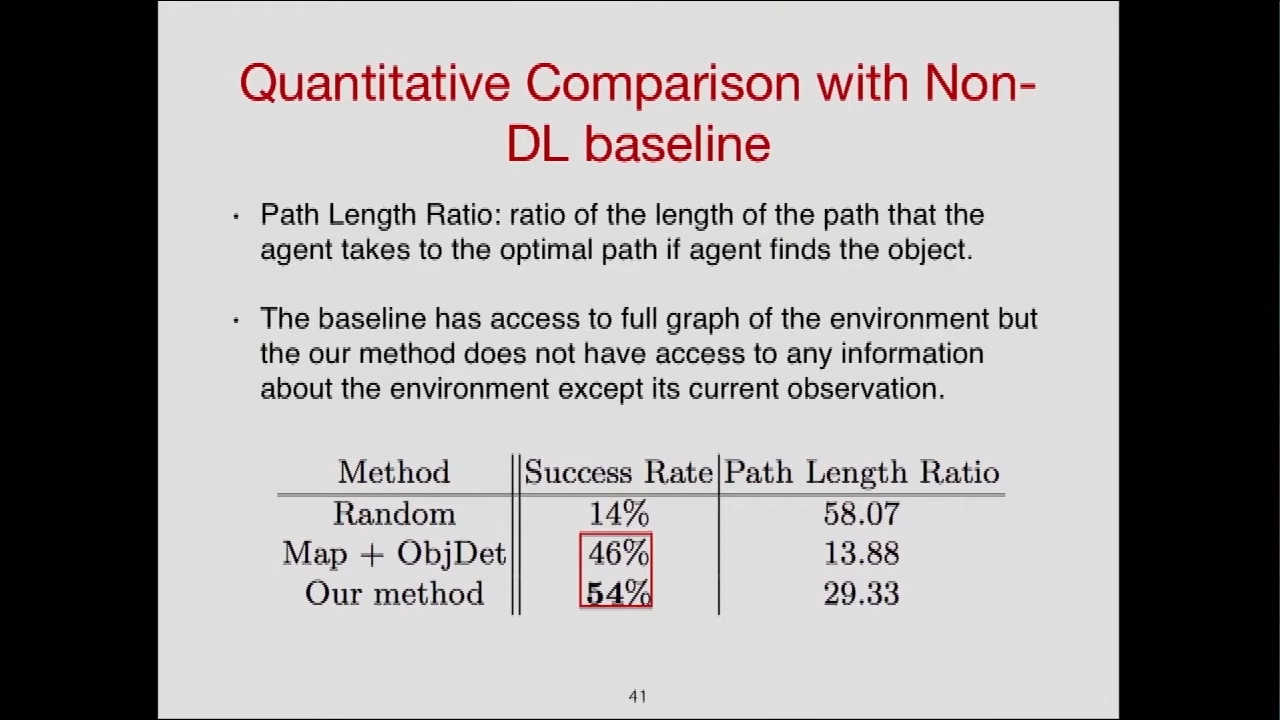 Quantitative Comparison with Non-
DL baseline
• Path Length Ratio: ratio of the length of the path that the
agent takes to the optimal path if agent finds the object.
• The baseline has access to full graph of the environment but
the our method does not have access to any information
about the environment except its current observation.
Method Success Rate Path Length Ratio
Random 14% 58.07
Map + ObjDet 46% 13.88
Our method 54% 29.33
41